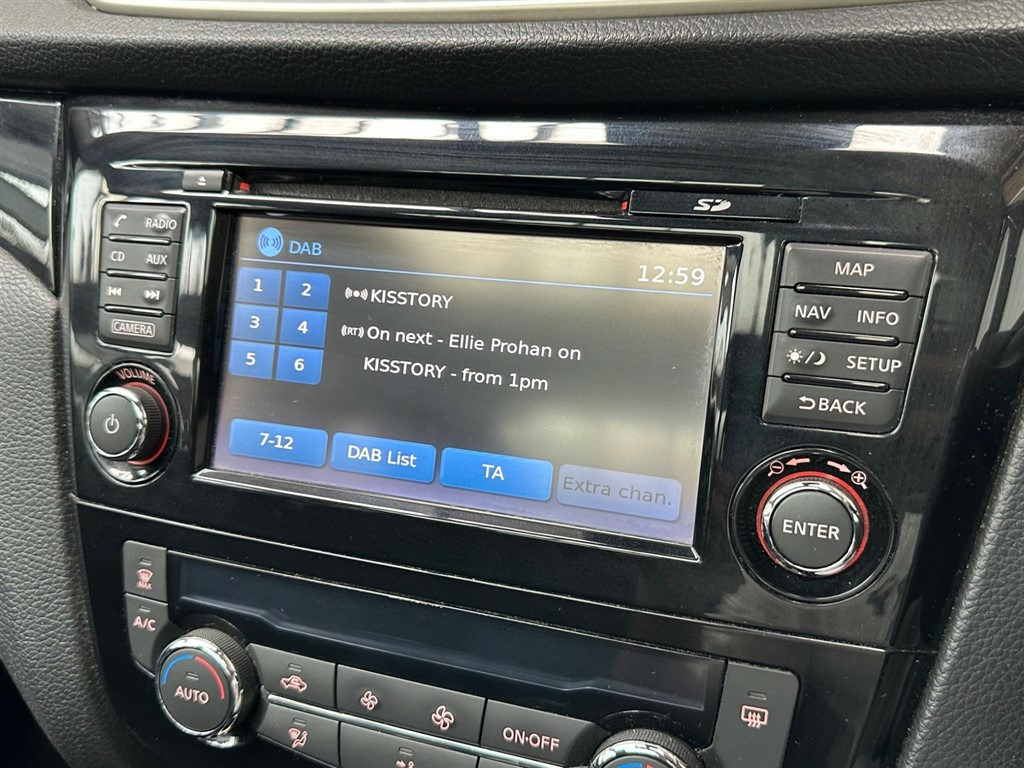 SD
RADIO
CD AUX
CAMERA
VOLUME
DAB
12:59
1 2
3 4
5 6
KISSTORY
(RT) On next - Ellie Prohan on
KISSTORY - from 1pm
7-12 DAB List TA Extra chan.
MAP
NAV INFO
SETUP
BACK
ENTER
MAX
A/C
AUTO
ON·OFF